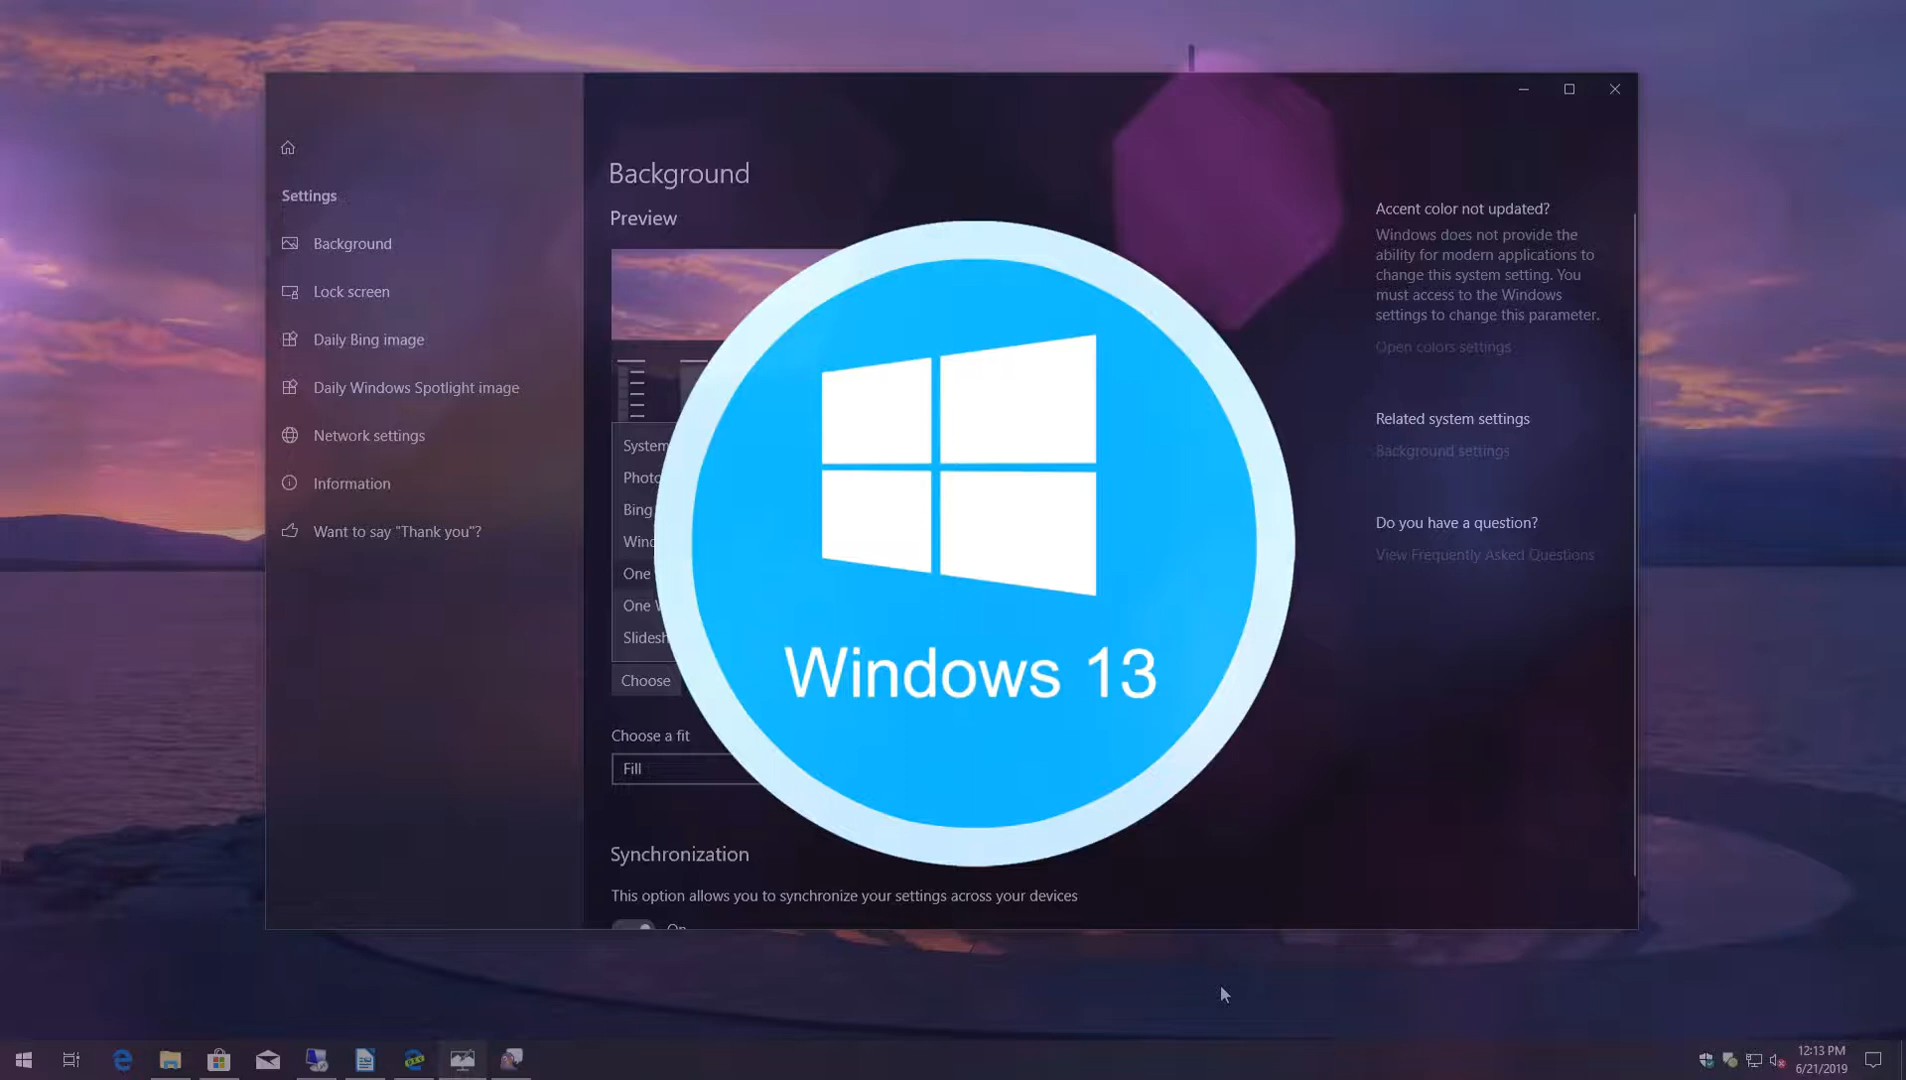 Settings
Background
Lock screen
Daily Bing image
Daily Windows Spotlight image
Network settings
Information
Want to say "Thank you"?
Background
Preview
System
Photo
Bing
Wind
One
One W
Slidesh
Choose
Choose a fit
Fill
Synchronization
This option allows you to synchronize your settings across your devices
On
Windows 13
Accent color not updated?
Windows does not provide the
ability for modern applications to
change this system setting. You
must access to the Windows
settings to change this parameter.
Open colors settings
Related system settings
Background settings
Do you have a question?
View Frequently Asked Questions
DEV
12:13 PM
6/21/2019